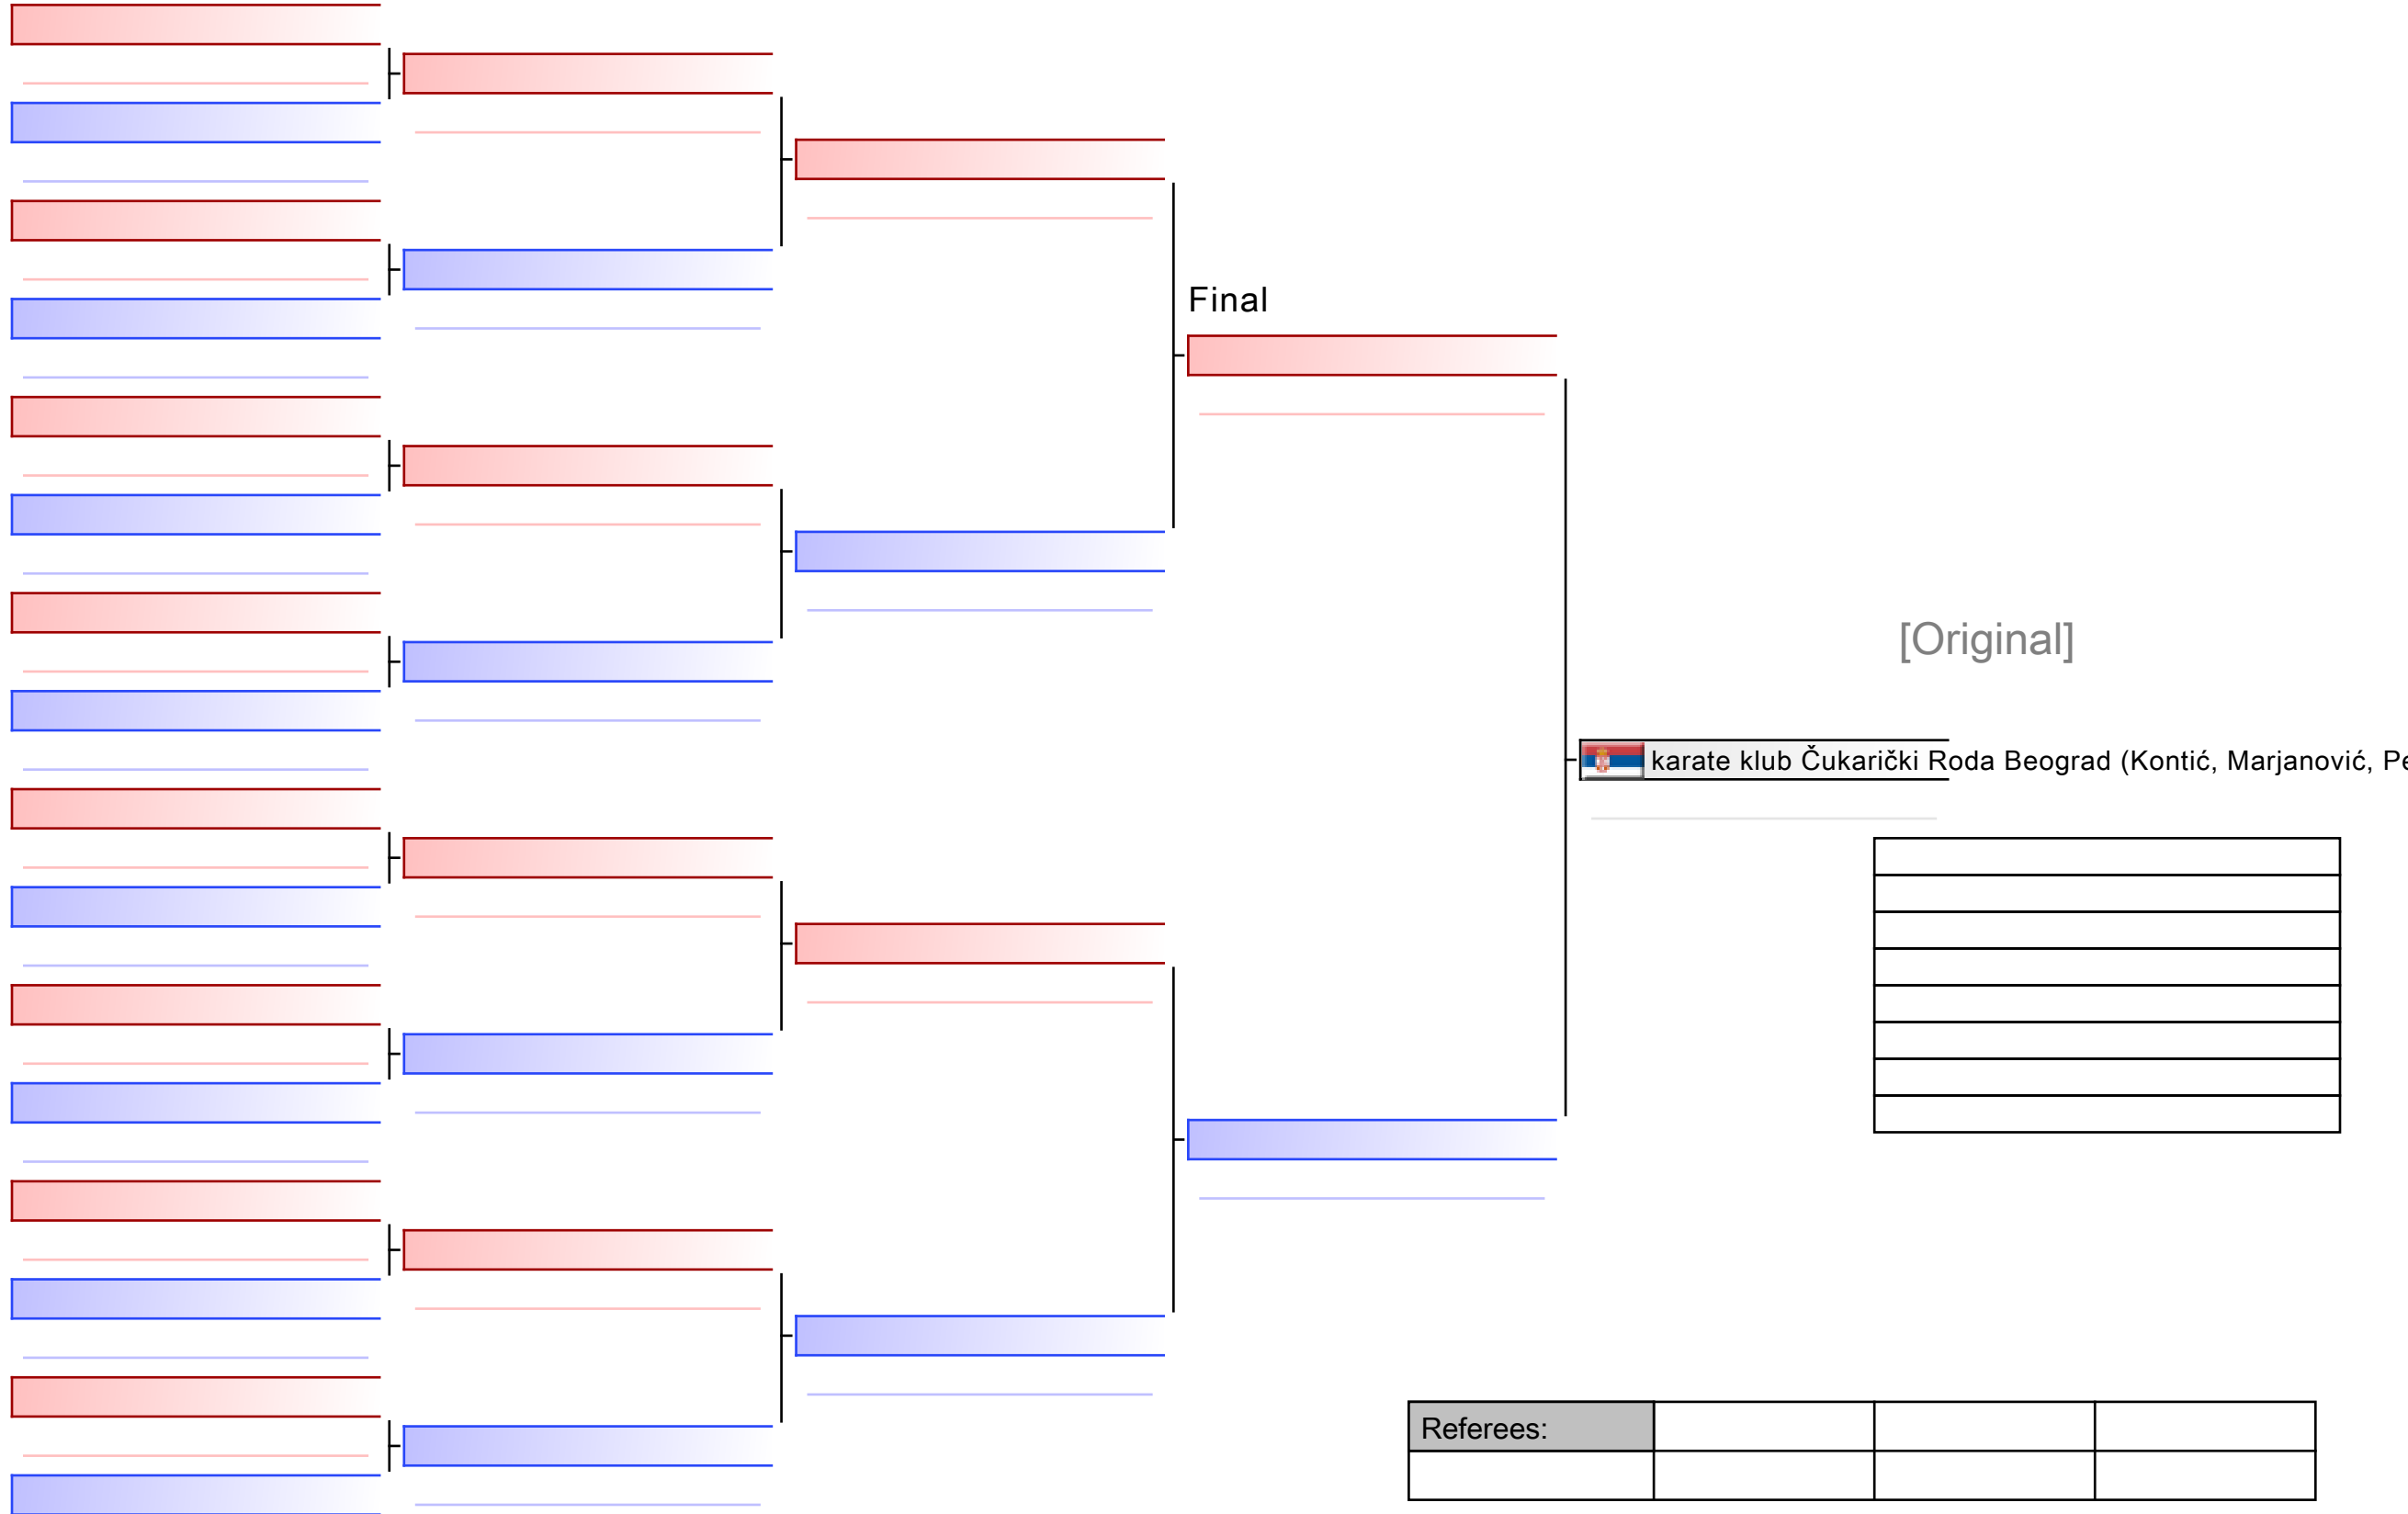 Final
[Original]
karate klub Čukarički Roda Beograd (Kontić, Marjanović,
Referees: